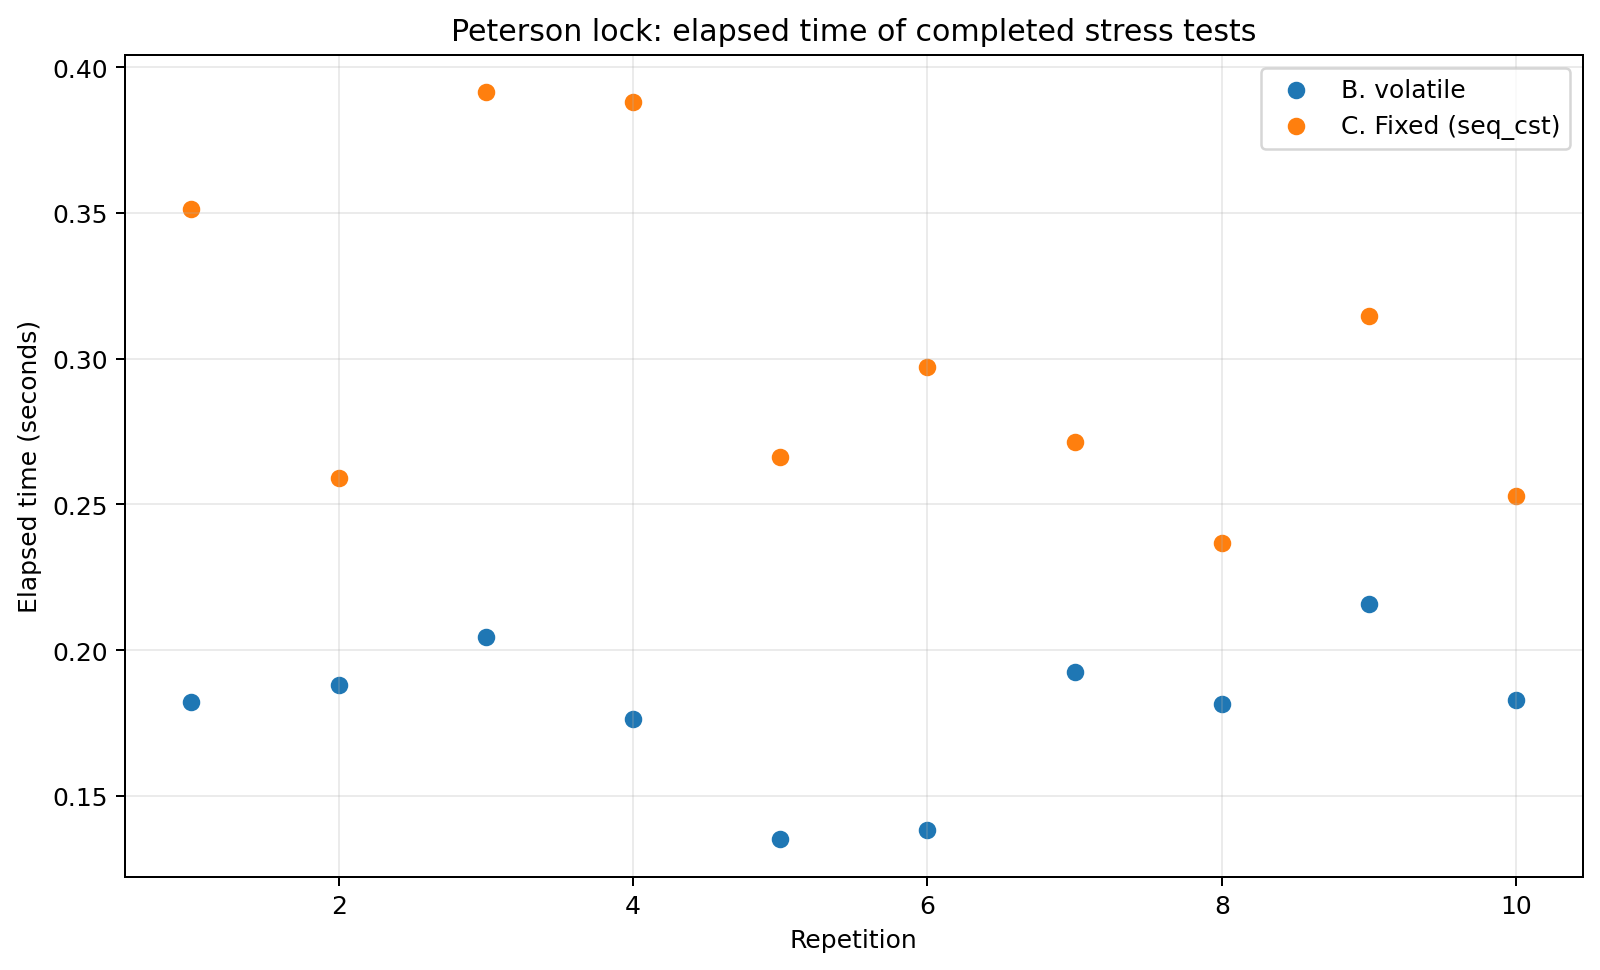 Peterson lock: elapsed time of completed stress tests
B. volatile
C. Fixed (seq_cst)
Elapsed time (seconds)
0.40
0.35
0.30
0.25
0.20
0.15
2
4
6
8
10
Repetition